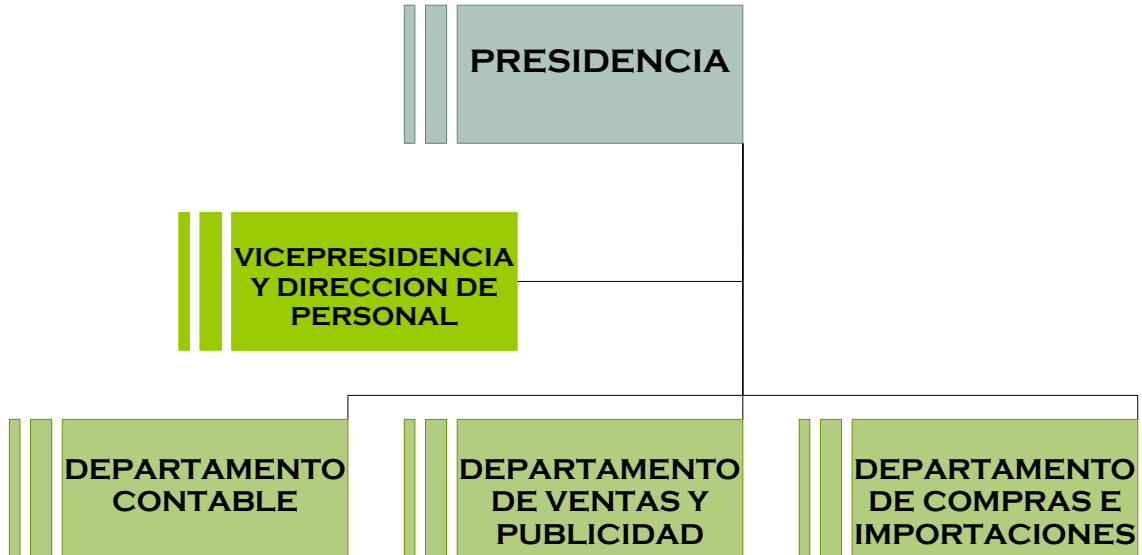 PRESIDENCIA
VICEPRESIDENCIA
Y DIRECCION DE
PERSONAL
DEPARTAMENTO
CONTABLE
DEPARTAMENTO
DE VENTAS Y
PUBLICIDAD
DEPARTAMENTO
DE COMPRAS E
IMPORTACIONES